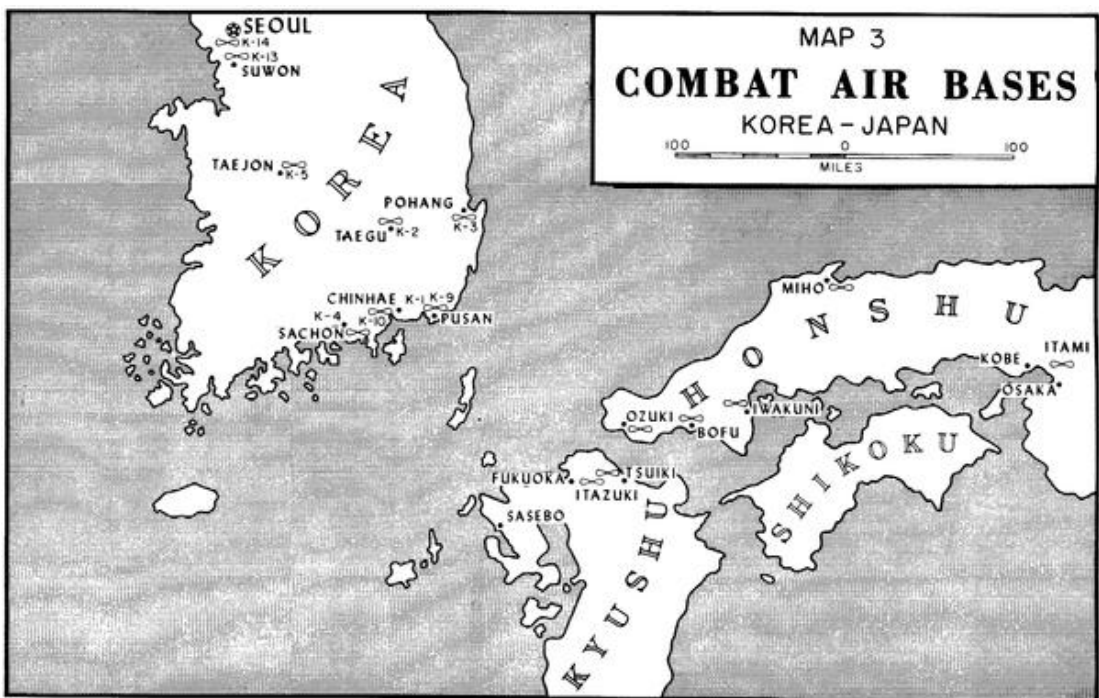 MAP 3
COMBAT AIR BASES
KOREA-JAPAN
100 0 100
MILES
SEOUL
K-14
K-13
SUWON
KOREA
TAEJON
K-5
POHANG
K-3
TAEGU K-2
CHINHAE K-1 K-9
K-4 K-10 PUSAN
SACHON
MIHO
HONSHU
KOBE ITAMI
OSAKA
OZUKI IWAKUNI
BOFU
SHIKOKU
FUKUOKA TSUIKI
ITAZUKI
SASEBO
KYUSHU